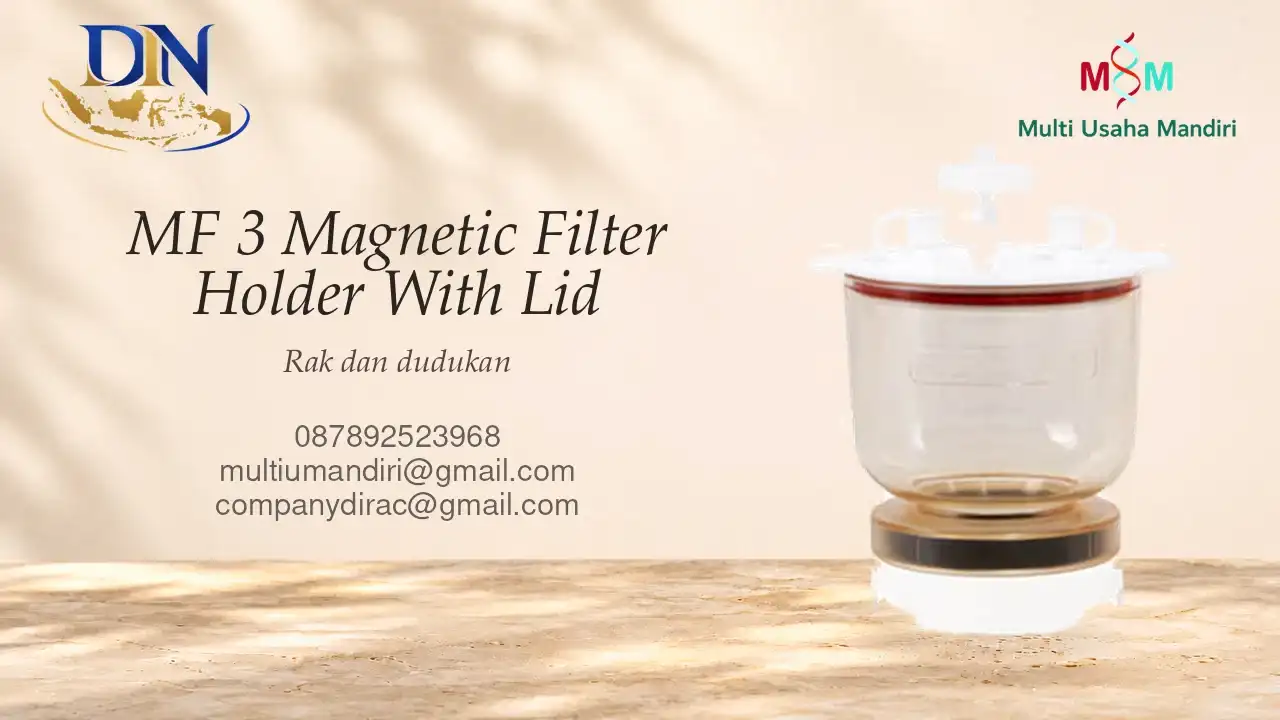 DIN
M M
Multi Usaha Mandiri
MF 3 Magnetic Filter
Holder With Lid
Rak dan dudukan
087892523968
multiumandiri@gmail.com
companydirac@gmail.com